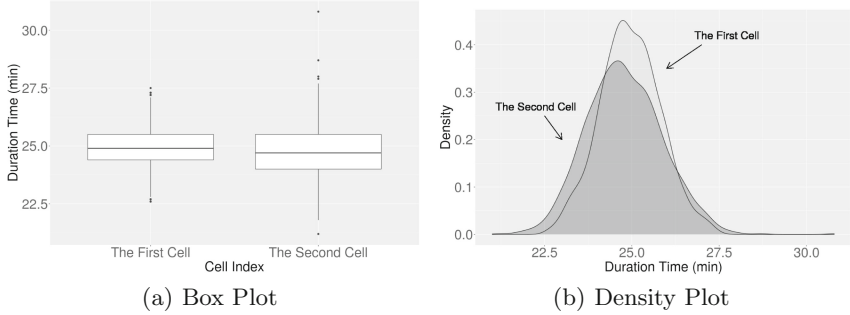 Duration Time (min)
30.0
27.5
25.0
22.5
The First Cell
The Second Cell
Cell Index
(a) Box Plot
Density
0.4
0.3
0.2
0.1
0.0
The First Cell
The Second Cell
22.5
25.0
27.5
30.0
Duration Time (min)
(b) Density Plot